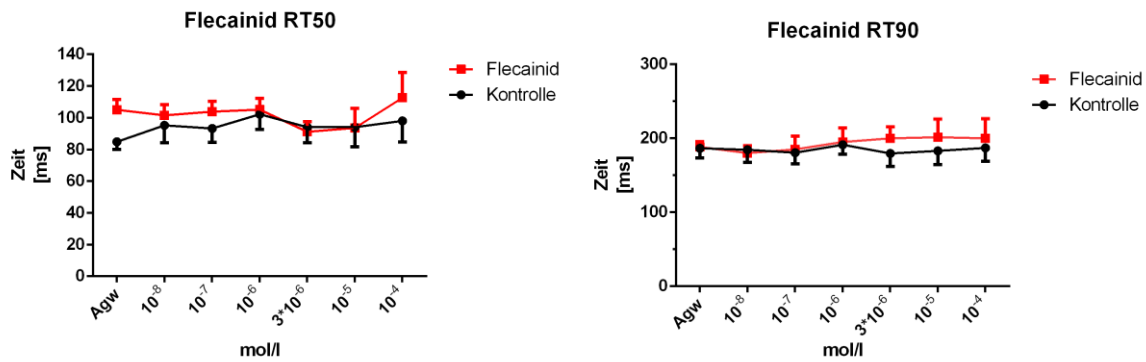 Flecainid RT50
140
120
100
80
60
40
20
0
Zeit
[ms]
Agw
10⁻⁸
10⁻⁷
10⁻⁶
3*10⁻⁶
10⁻⁵
10⁻⁴
mol/l
Flecainid
Kontrolle
Flecainid RT90
300
200
100
0
Zeit
[ms]
Agw
10⁻⁸
10⁻⁷
10⁻⁶
3*10⁻⁶
10⁻⁵
10⁻⁴
mol/l
Flecainid
Kontrolle